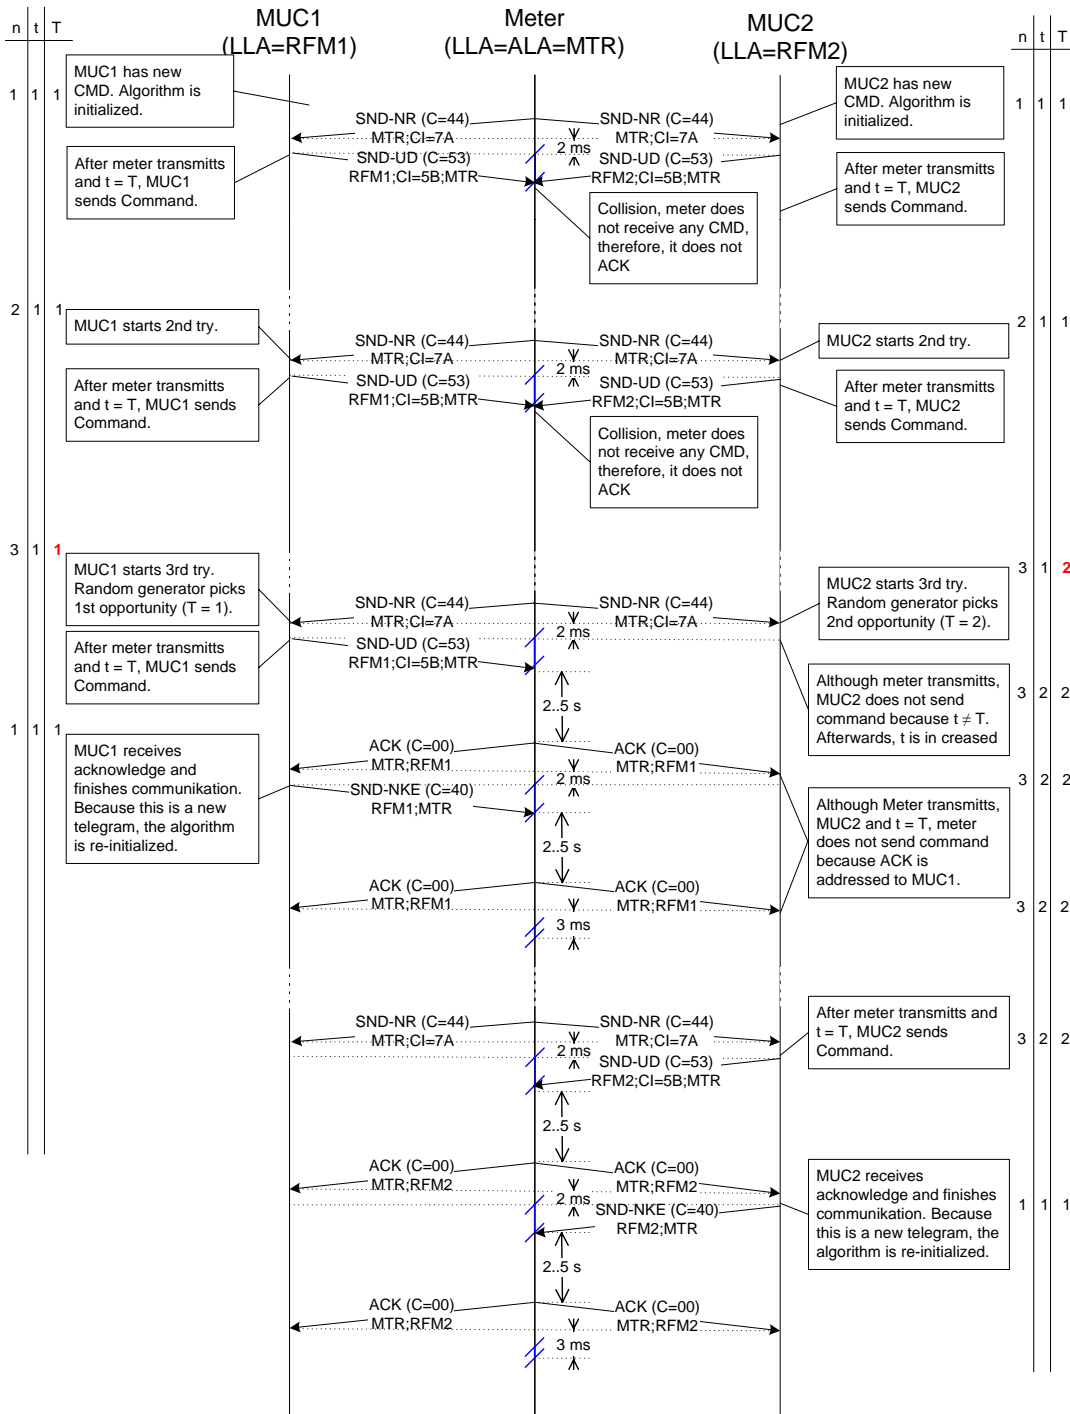 MUC1
(LLA=RFM1)
Meter
(LLA=ALA=MTR)
MUC2
(LLA=RFM2)
n t T
n t T
MUC1 has new
CMD. Algorithm is
initialized.
1 1 1
MUC2 has new
CMD. Algorithm is
initialized.
1 1 1
SND-NR (C=44)
MTR;CI=7A
SND-NR (C=44)
MTR;CI=7A
2 ms
After meter transmits
and t = T, MUC1
sends Command.
SND-UD (C=53)
RFM1;CI=5B;MTR
SND-UD (C=53)
RFM2;CI=5B;MTR
After meter transmits
and t = T, MUC2
sends Command.
Collision, meter does
not receive any CMD,
therefore, it does not
ACK
2 1 1
MUC1 starts 2nd try.
2 1 1
MUC2 starts 2nd try.
SND-NR (C=44)
MTR;CI=7A
SND-NR (C=44)
MTR;CI=7A
2 ms
After meter transmits
and t = T, MUC1 sends
Command.
SND-UD (C=53)
RFM1;CI=5B;MTR
SND-UD (C=53)
RFM2;CI=5B;MTR
After meter transmits
and t = T, MUC2
sends Command.
Collision, meter does
not receive any CMD,
therefore, it does not
ACK
3 1 1
MUC1 starts 3rd try.
Random generator picks
1st opportunity (T = 1).
3 1 2
MUC2 starts 3rd try.
Random generator picks
2nd opportunity (T = 2).
SND-NR (C=44)
MTR;CI=7A
SND-NR (C=44)
MTR;CI=7A
2 ms
After meter transmits
and t = T, MUC1 sends
Command.
SND-UD (C=53)
RFM1;CI=5B;MTR
Although meter transmits,
MUC2 does not send
command because t ≠ T.
Afterwards, t is in creased
3 2 2
2..5 s
1 1 1
MUC1 receives
acknowledge and
finishes communikation.
Because this is a new
telegram, the algorithm
is re-initialized.
ACK (C=00)
MTR;RFM1
ACK (C=00)
MTR;RFM1
2 ms
3 2 2
SND-NKE (C=40)
RFM1;MTR
Although Meter transmits,
MUC2 and t = T, meter
does not send command
because ACK is
addressed to MUC1.
2..5 s
ACK (C=00)
MTR;RFM1
ACK (C=00)
MTR;RFM1
3 ms
3 2 2
After meter transmits and
t = T, MUC2 sends
Command.
3 2 2
SND-NR (C=44)
MTR;CI=7A
SND-NR (C=44)
MTR;CI=7A
2 ms
SND-UD (C=53)
RFM2;CI=5B;MTR
2..5 s
ACK (C=00)
MTR;RFM2
ACK (C=00)
MTR;RFM2
2 ms
MUC2 receives
acknowledge and finishes
communikation. Because
this is a new telegram, the
algorithm is re-initialized.
1 1 1
SND-NKE (C=40)
RFM2;MTR
2..5 s
ACK (C=00)
MTR;RFM2
ACK (C=00)
MTR;RFM2
3 ms